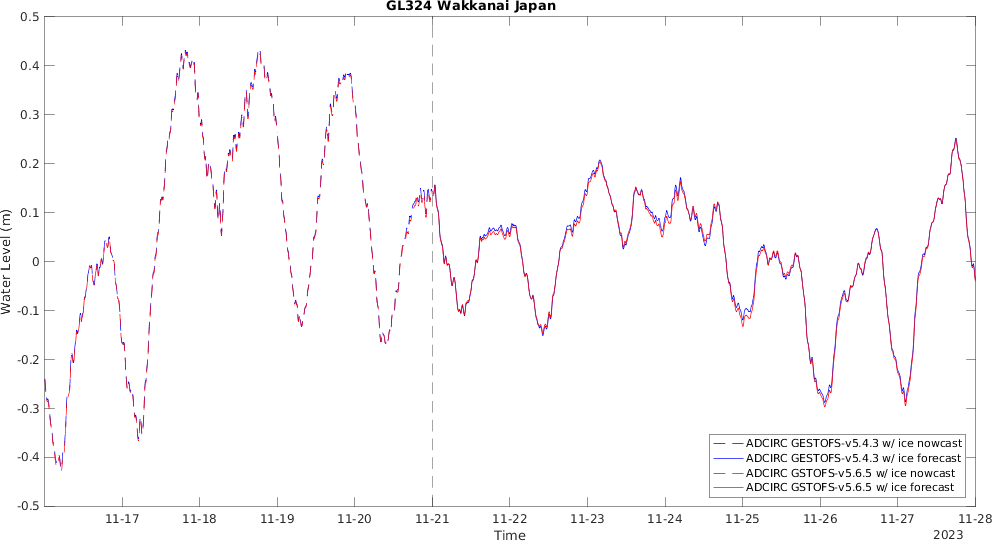 GL324 Wakkanai Japan
0.5
0.4
0.3
0.2
0.1
0
-0.1
-0.2
-0.3
-0.4
-0.5
Water Level (m)
ADCIRC GESTOFS-v5.4.3 w/ ice nowcast
ADCIRC GESTOFS-v5.4.3 w/ ice forecast
ADCIRC GSTOFS-v5.6.5 w/ ice nowcast
ADCIRC GSTOFS-v5.6.5 w/ ice forecast
11-17 11-18 11-19 11-20 11-21 11-22 11-23 11-24 11-25 11-26 11-27 11-28
Time
2023